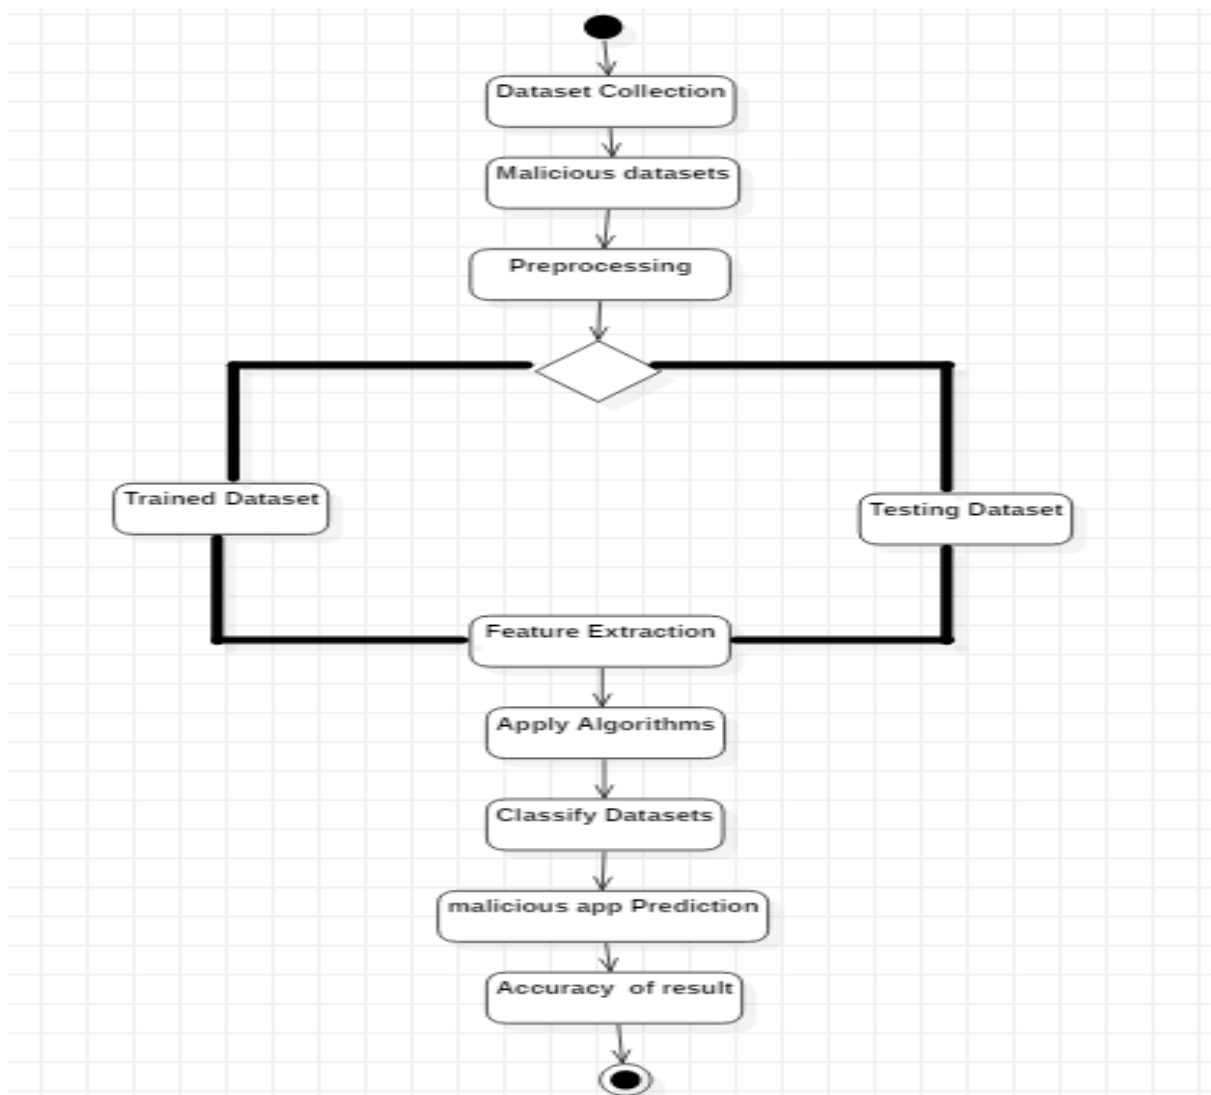 Dataset Collection
Malicious datasets
Preprocessing
Trained Dataset
Testing Dataset
Feature Extraction
Apply Algorithms
Classify Datasets
malicious app Prediction
Accuracy  of result